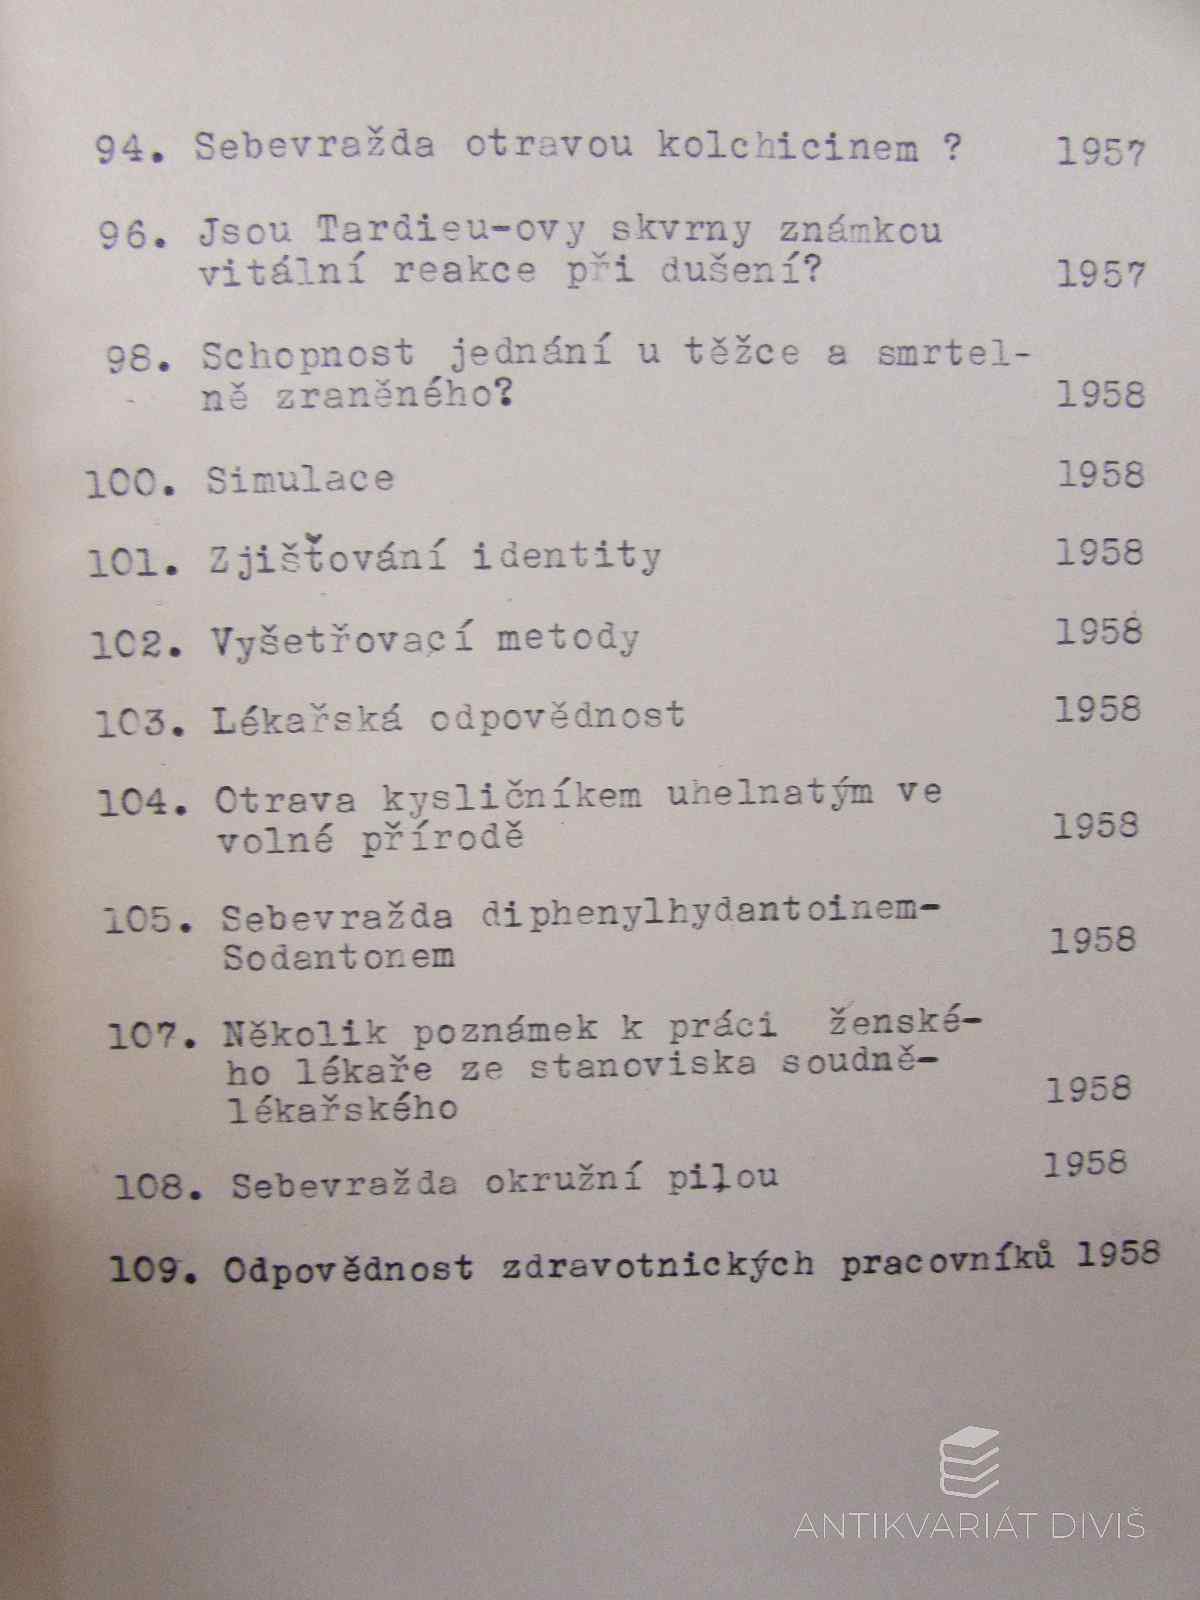 94. Sebevražda otravou kolchicinem ? 1957
96. Jsou Tardieu-ovy skvrny známkou
vitální reakce při dušení? 1957
98. Schopnost jednání u těžce a smrtel-
ně zraněného? 1958
100. Simulace 1958
101. Zjišťování identity 1958
102. Vyšetřovací metody 1958
103. Lékařská odpovědnost 1958
104. Otrava kysličníkem uhelnatým ve
volné přírodě 1958
105. Sebevražda diphenylhydantoinem-
Sodantonem 1958
107. Několik poznámek k práci ženské-
ho lékaře ze stanoviska soudně-
lékařského 1958
108. Sebevražda okružní pilou 1958
109. Odpovědnost zdravotnických pracovníků 1958
ANTIKVARIÁT DIVIŠ